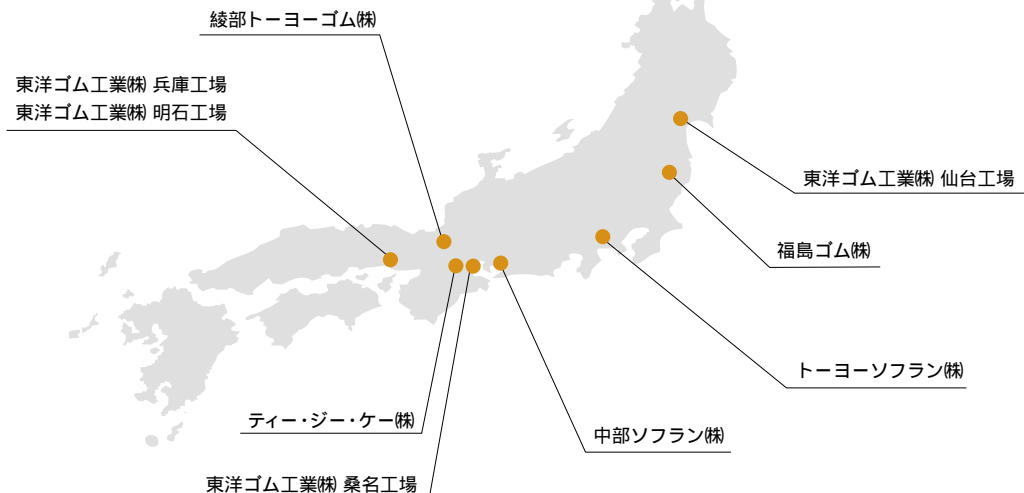 綾部トーヨーゴム㈱
東洋ゴム工業㈱ 兵庫工場
東洋ゴム工業㈱ 明石工場
東洋ゴム工業㈱ 仙台工場
福島ゴム㈱
トーヨーソフラン㈱
ティー・ジー・ケー㈱
中部ソフラン㈱
東洋ゴム工業㈱ 桑名工場